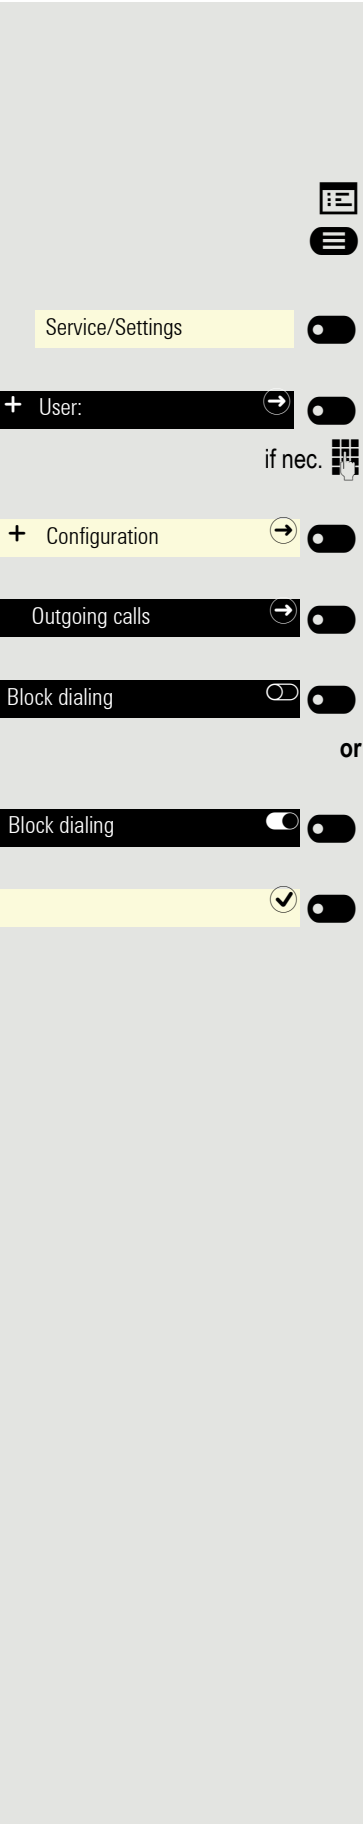 Service/Settings
+ User:
if nec.
+ Configuration
Outgoing calls
Block dialing
or
Block dialing